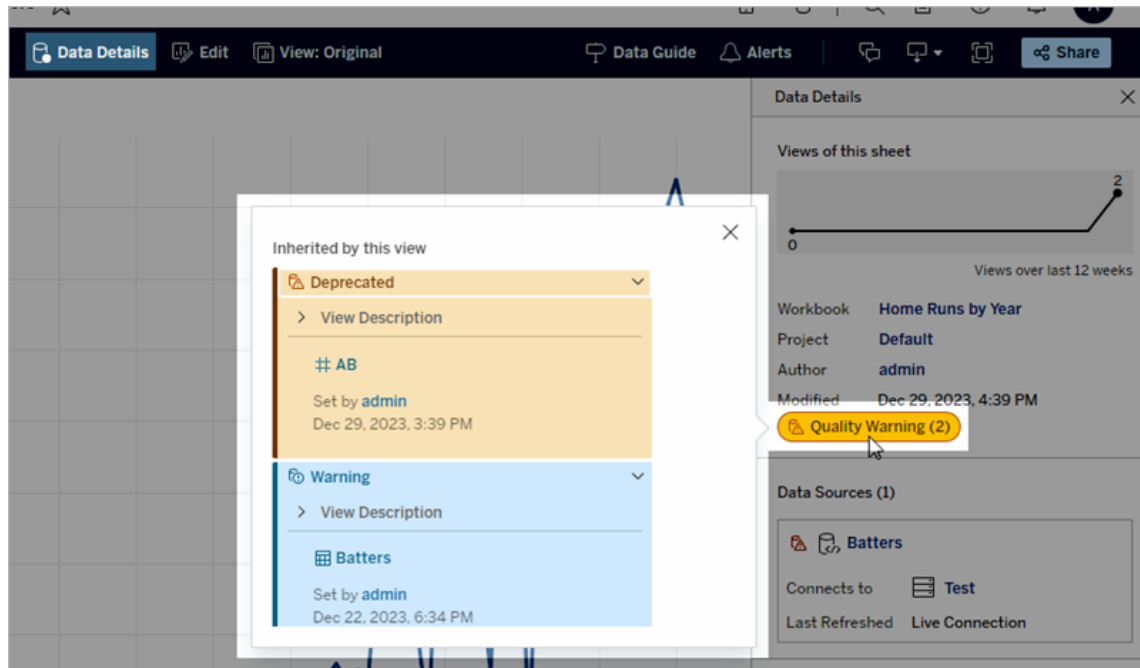 Data Details
Edit
View: Original
Data Guide
Alerts
Share
Data Details
Views of this sheet
2
0
Views over last 12 weeks
Workbook Home Runs by Year
Project Default
Author admin
Modified Dec 29, 2023, 4:39 PM
Quality Warning (2)
Data Sources (1)
Batters
Connects to Test
Last Refreshed Live Connection
Inherited by this view
Deprecated
View Description
AB
Set by admin
Dec 29, 2023, 3:39 PM
Warning
View Description
Batters
Set by admin
Dec 22, 2023, 6:34 PM